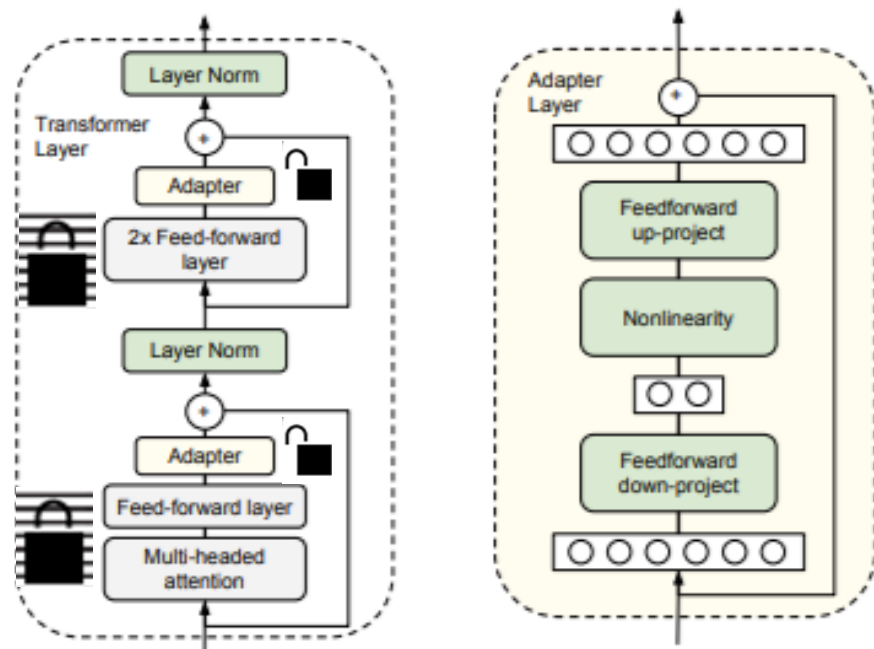 Layer Norm
Transformer
Layer
+
Adapter
2x Feed-forward
layer
Layer Norm
+
Adapter
Feed-forward layer
Multi-headed
attention
Adapter
Layer
+
Feedforward
up-project
Nonlinearity
Feedforward
down-project